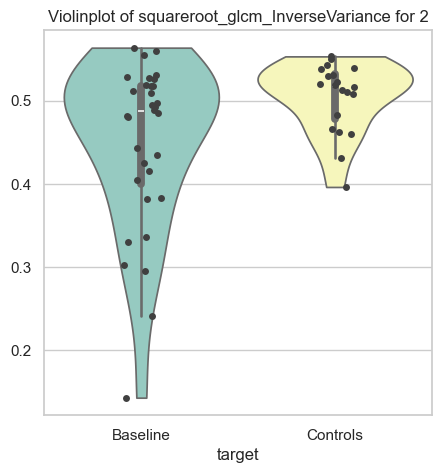 Violinplot of squareroot_glcm_InverseVariance for 2
0.5
0.4
0.3
0.2
Baseline
Controls
target